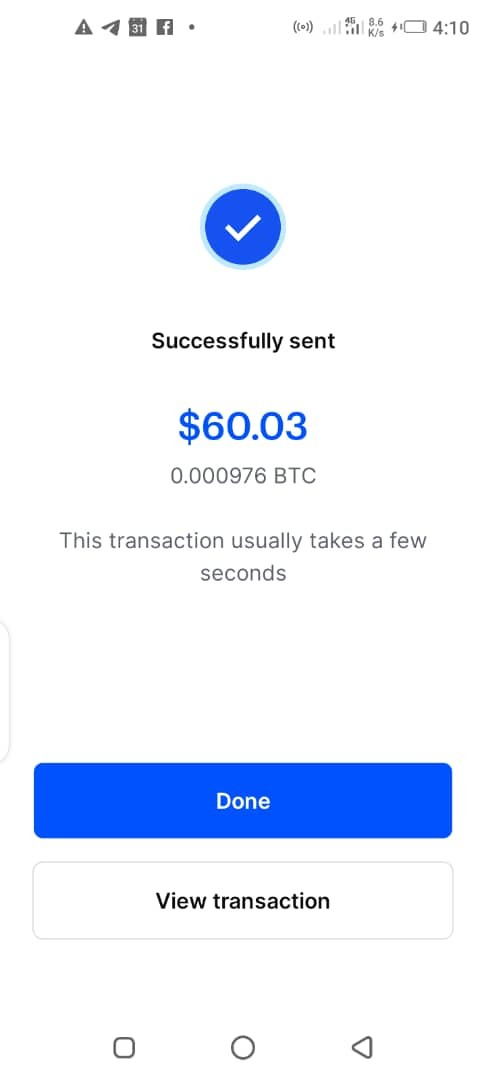 31
4G
8.6
K/s
4:10
Successfully sent
$60.03
0.000976 BTC
This transaction usually takes a few
seconds
Done
View transaction